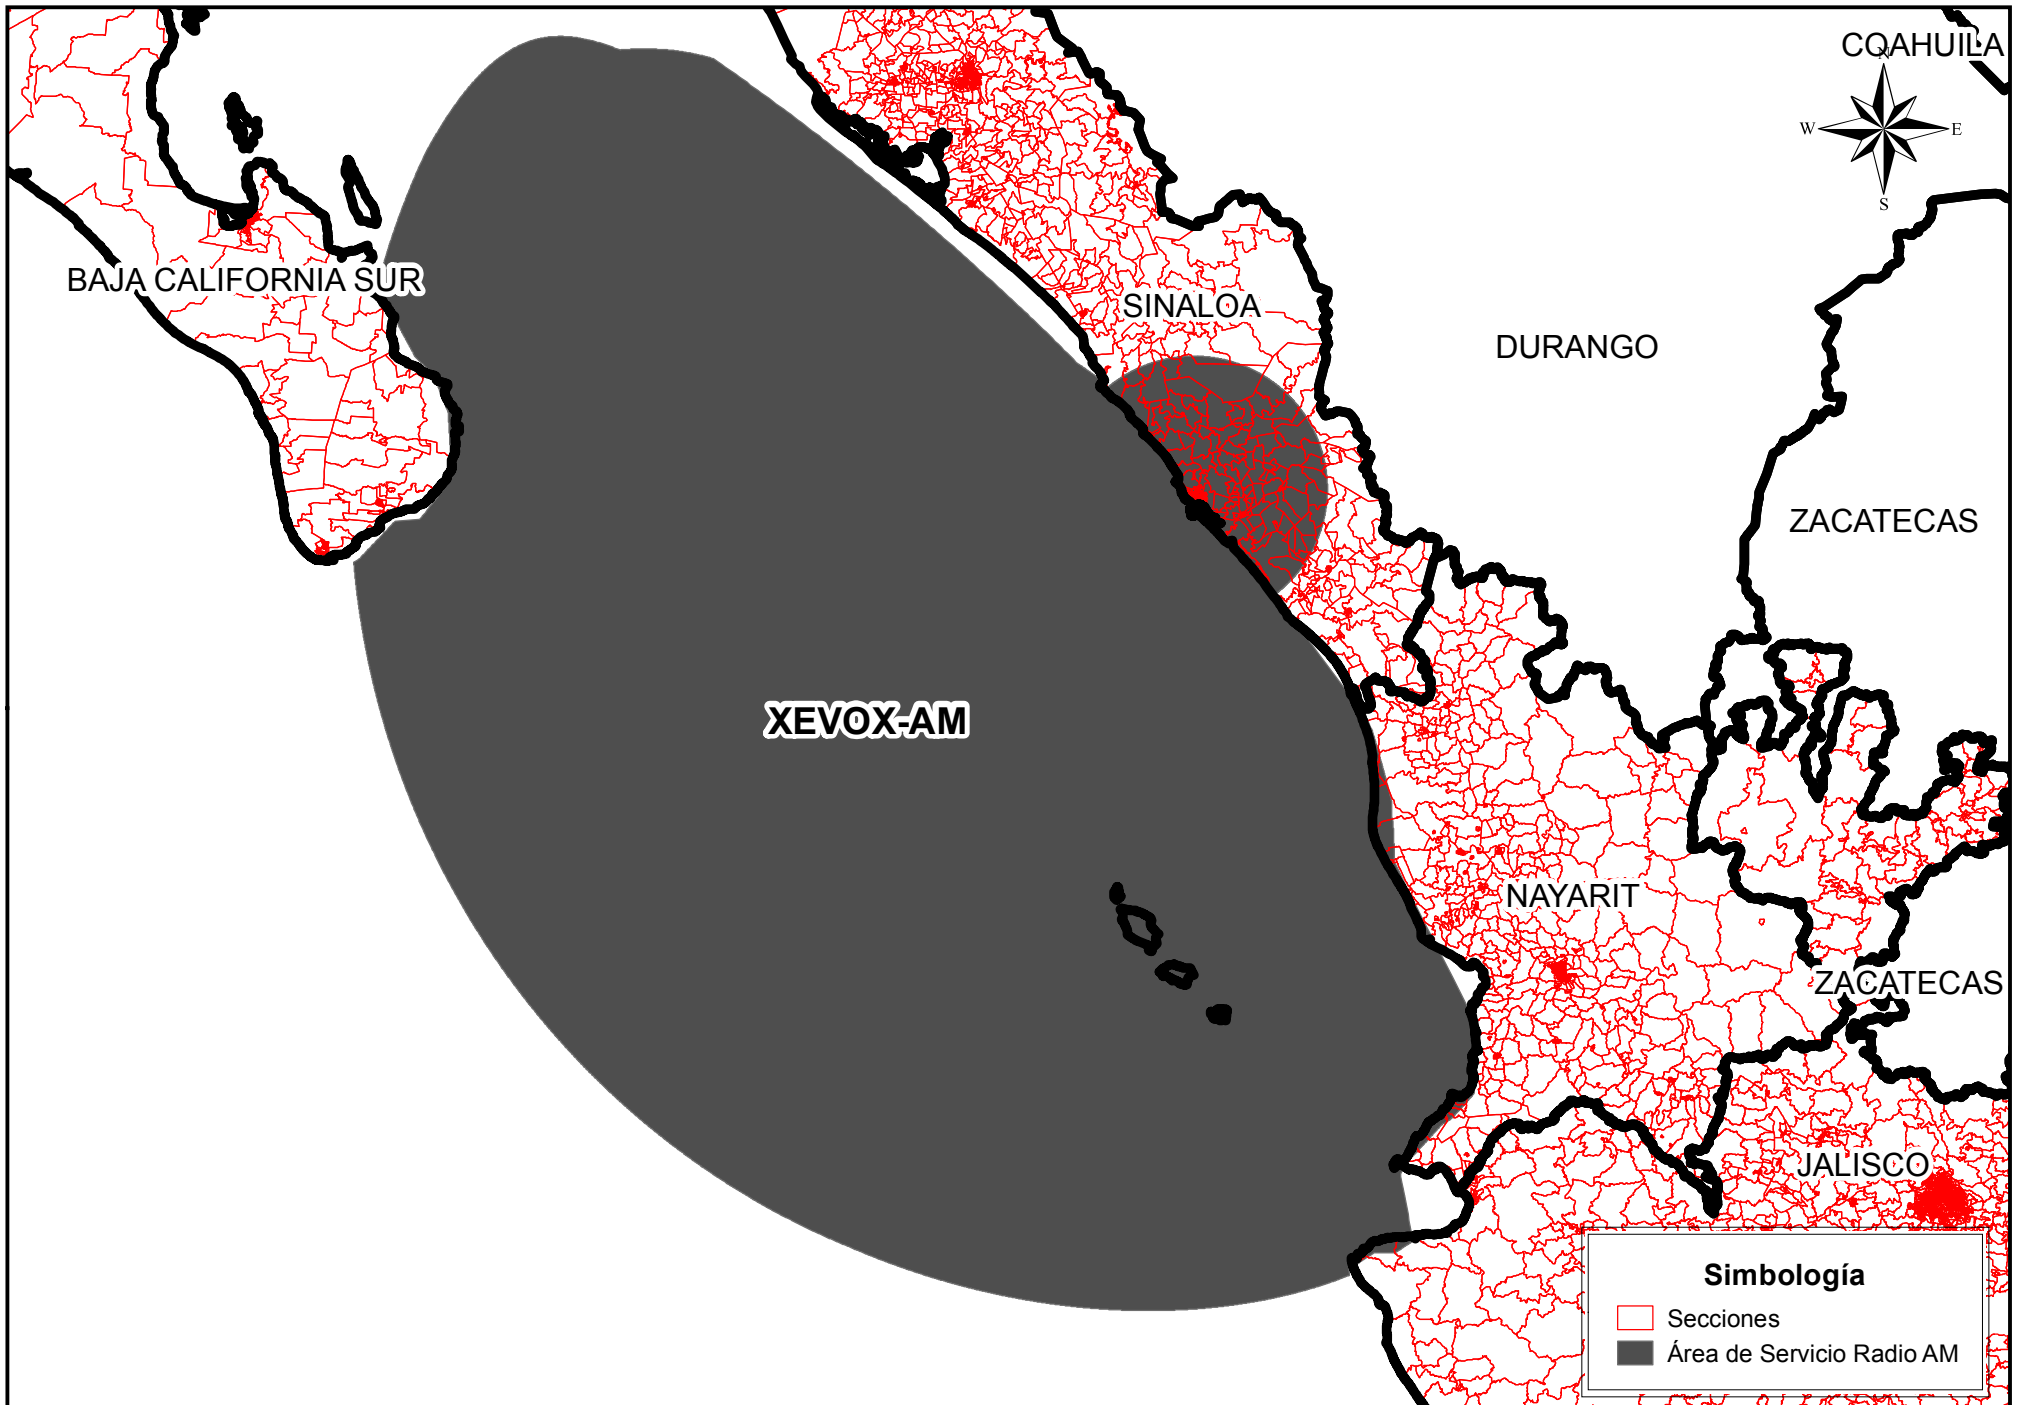 COAHUILA
N
W
E
S
BAJA CALIFORNIA SUR
SINALOA
DURANGO
ZACATECAS
XEVOX-AM
NAYARIT
ZACATECAS
JALISCO
Simbología
Secciones
Área de Servicio Radio AM